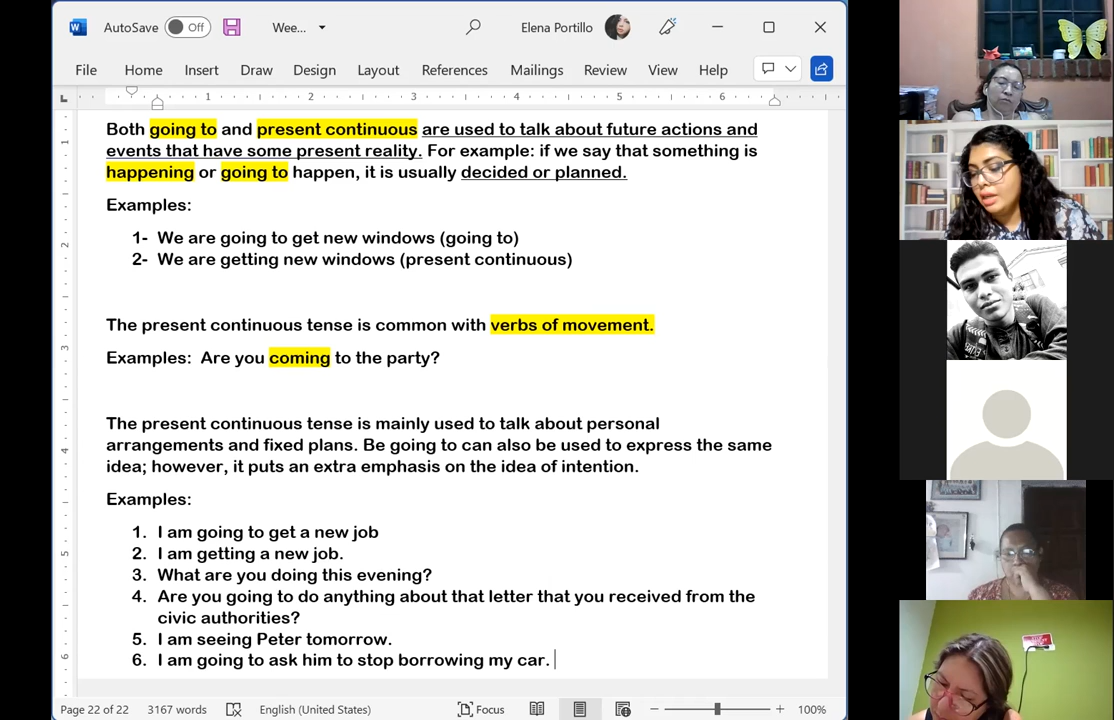 AutoSave Off Wee... Elena Portillo
File Home Insert Draw Design Layout References Mailings Review View Help
1 2 3 4 5 6
Both going to and present continuous are used to talk about future actions and
events that have some present reality. For example: if we say that something is
happening or going to happen, it is usually decided or planned.
Examples:
1- We are going to get new windows (going to)
2- We are getting new windows (present continuous)
The present continuous tense is common with verbs of movement.
Examples: Are you coming to the party?
The present continuous tense is mainly used to talk about personal
arrangements and fixed plans. Be going to can also be used to express the same
idea; however, it puts an extra emphasis on the idea of intention.
Examples:
1. I am going to get a new job
2. I am getting a new job.
3. What are you doing this evening?
4. Are you going to do anything about that letter that you received from the
civic authorities?
5. I am seeing Peter tomorrow.
6. I am going to ask him to stop borrowing my car.
Page 22 of 22 3167 words English (United States) Focus 100%